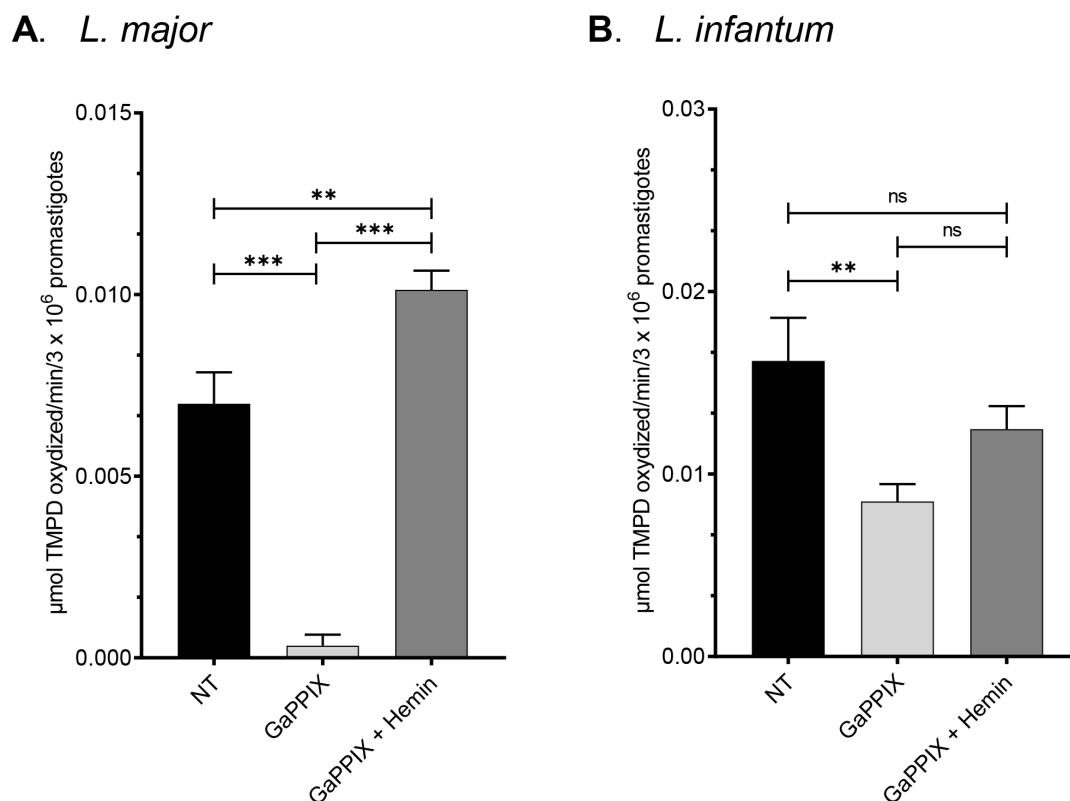 A. L. major
µmol TMPD oxydized/min/3 x 10⁶ promastigotes
0.015
0.010
0.005
0.000
**
***
***
NT
GaPPIX
GaPPIX + Hemin
B. L. infantum
µmol TMPD oxydized/min/3 x 10⁶ promastigotes
0.03
0.02
0.01
0.00
ns
ns
**
NT
GaPPIX
GaPPIX + Hemin